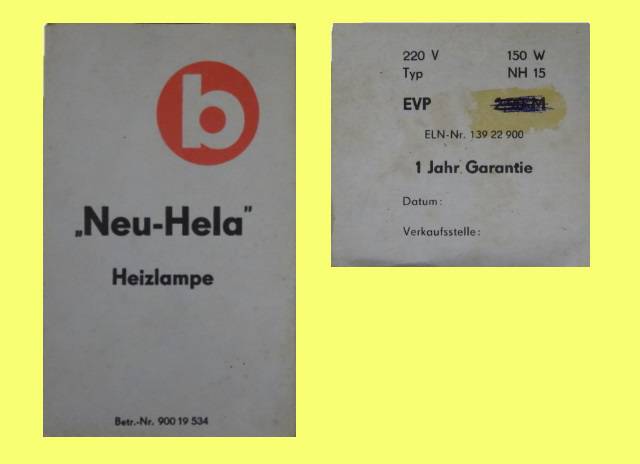 b
„Neu-Hela"
Heizlampe
Betr.-Nr. 900 19 534
220 V 150 W
Typ NH 15
EVP
ELN-Nr. 139 22 900
1 Jahr Garantie
Datum:
Verkaufsstelle: